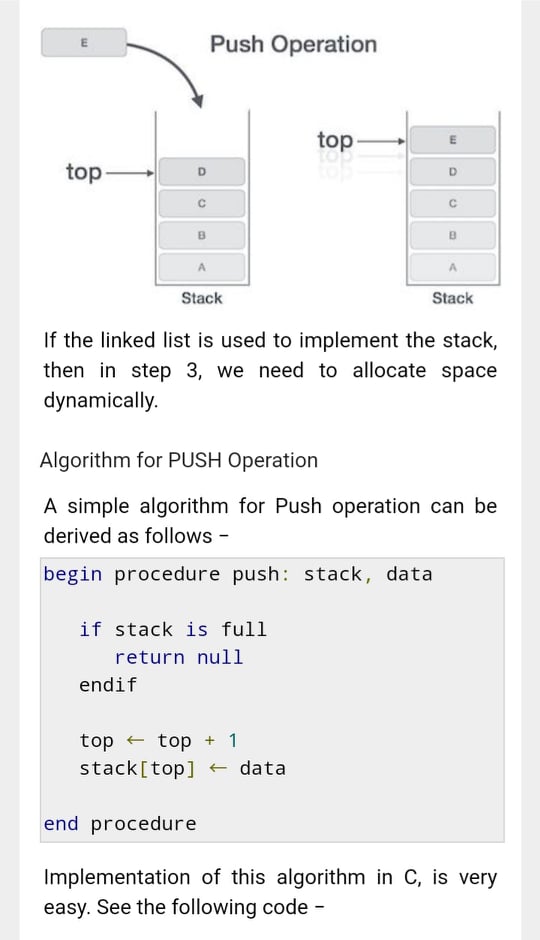 E
Push Operation
top
D
C
B
A
Stack
top
top
top
E
D
C
B
A
Stack
If the linked list is used to implement the stack,
then in step 3, we need to allocate space
dynamically.
Algorithm for PUSH Operation
A simple algorithm for Push operation can be
derived as follows −
begin procedure push: stack, data
if stack is full
return null
endif
top ← top + 1
stack[top] ← data
end procedure
Implementation of this algorithm in C, is very
easy. See the following code −